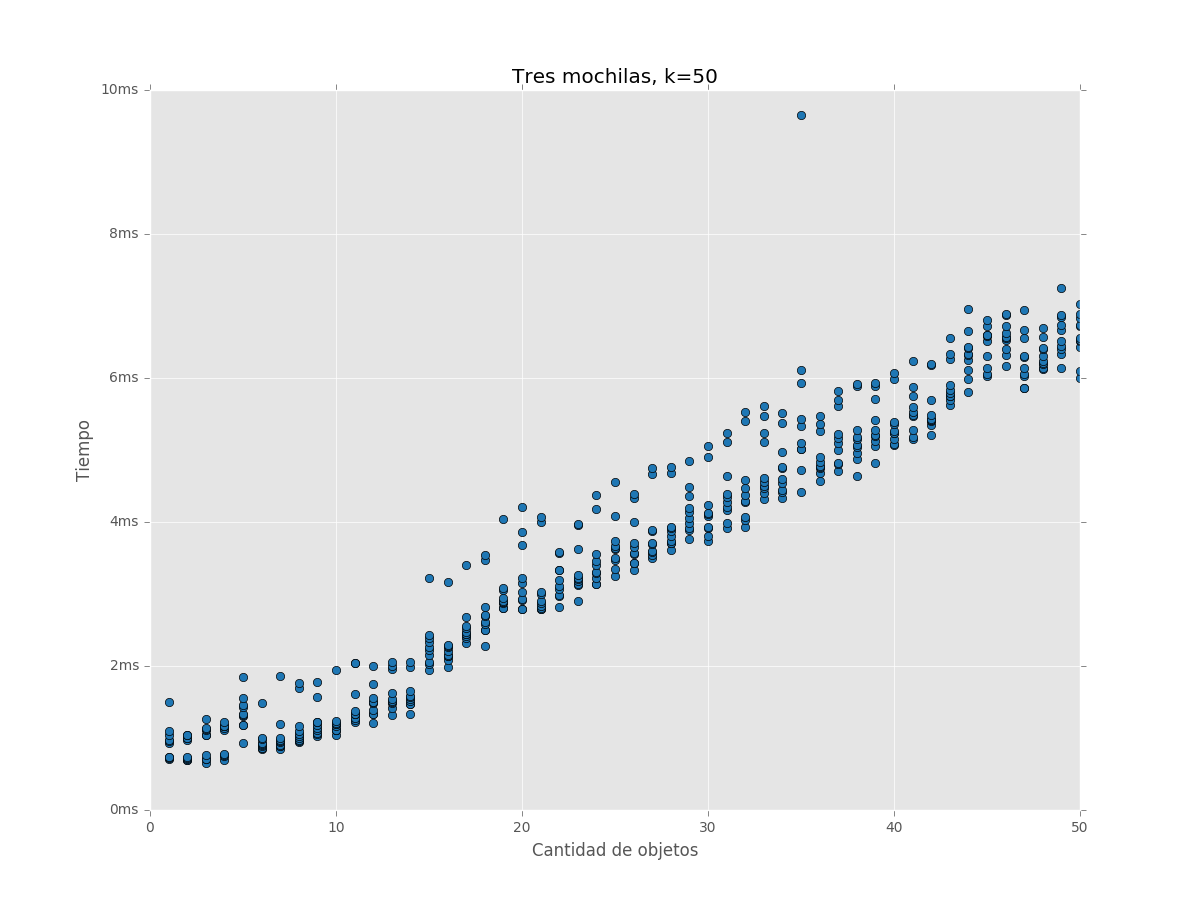 Tres mochilas, k=50
10ms
8ms
6ms
4ms
2ms
0ms
Tiempo
0 10 20 30 40 50
Cantidad de objetos